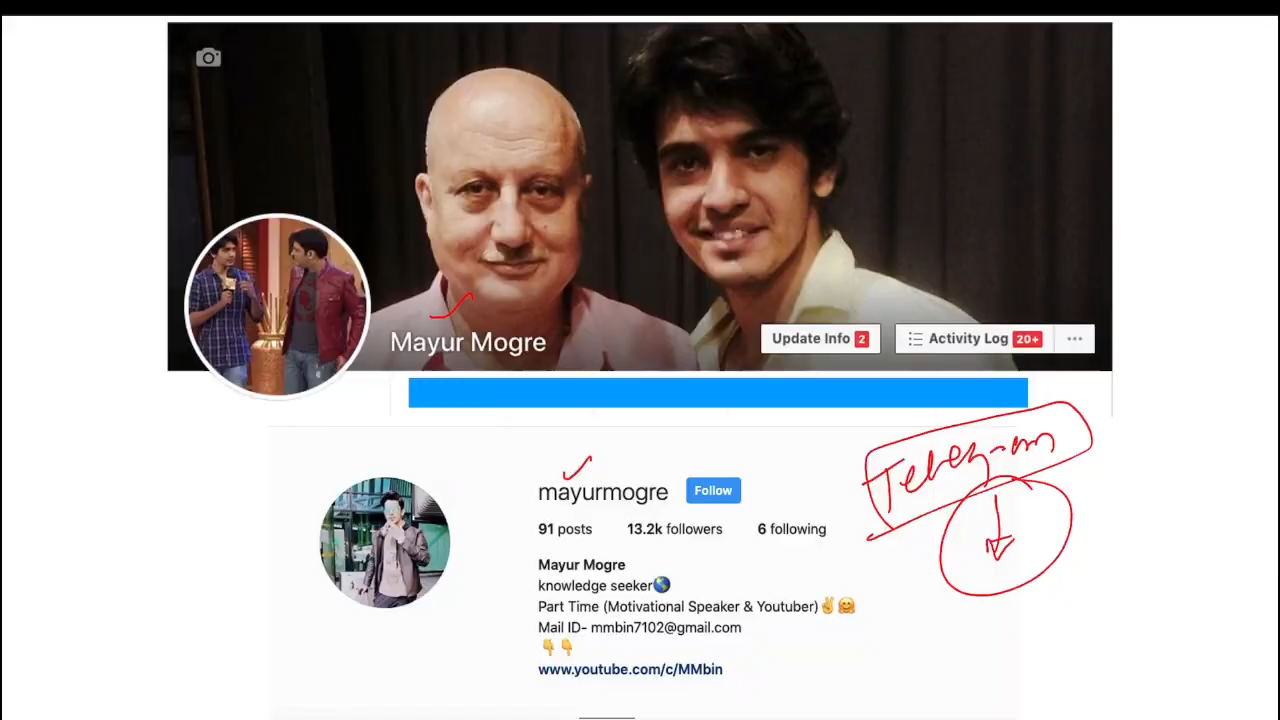 Mayur Mogre
Update Info 2
Activity Log 20+
Telegram
mayurmogre Follow
91 posts 13.2k followers 6 following
Mayur Mogre
knowledge seeker🌎
Part Time (Motivational Speaker & Youtuber)✌️🤗
Mail ID- mmbin7102@gmail.com
👇👇
www.youtube.com/c/MMbin